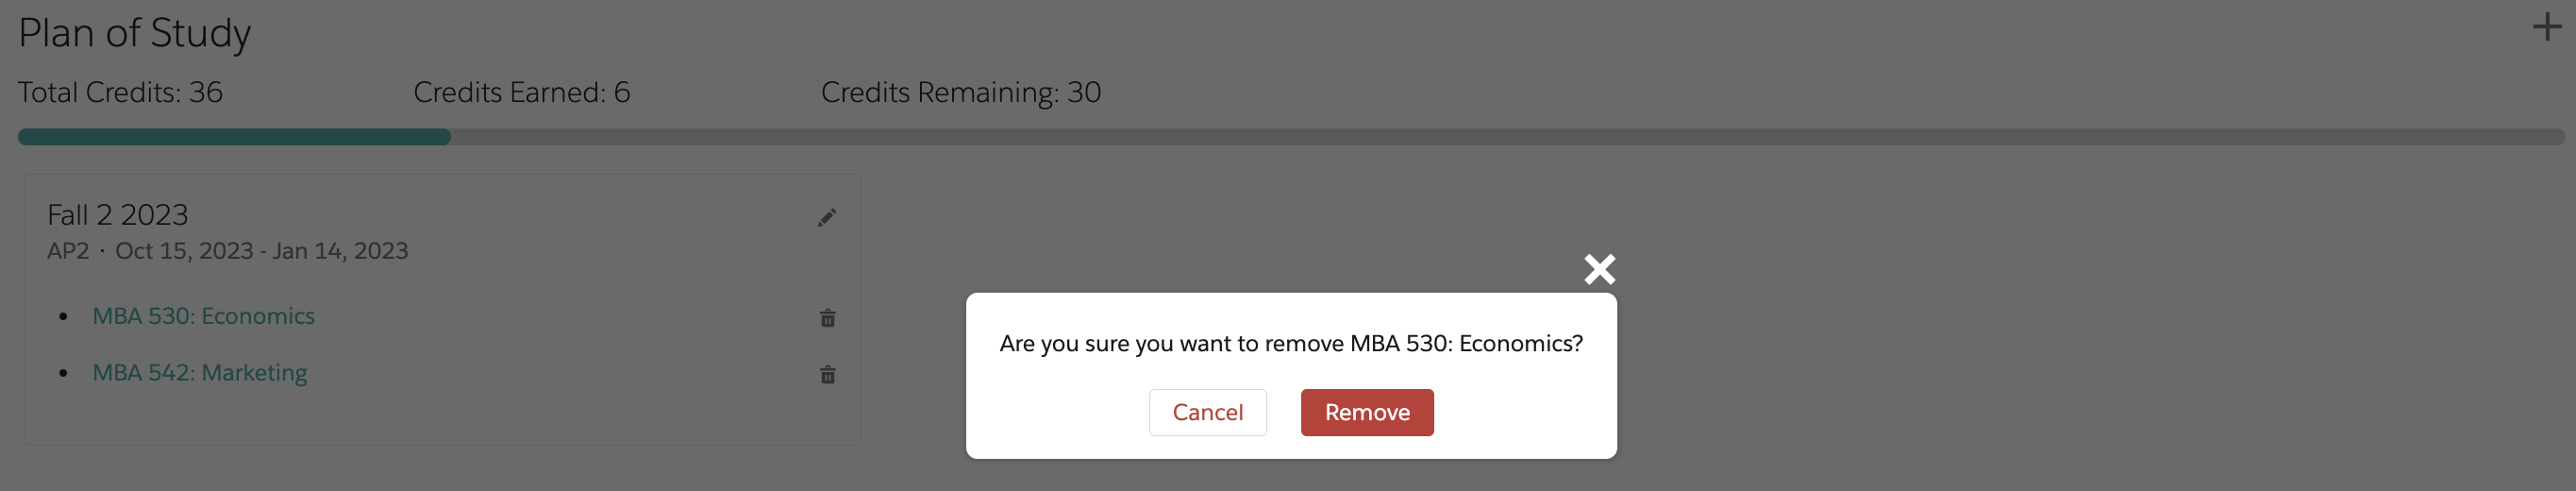 Plan of Study
Total Credits: 36
Credits Earned: 6
Credits Remaining: 30
Fall 2 2023
AP2 · Oct 15, 2023 - Jan 14, 2023
MBA 530: Economics
MBA 542: Marketing
Are you sure you want to remove MBA 530: Economics?
Cancel
Remove